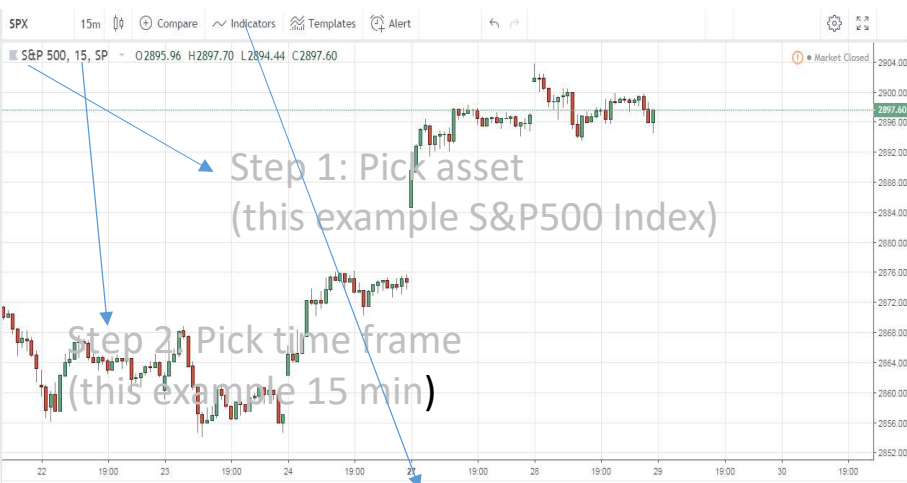 SPX 15m Compare Indicators Templates Alert
S&P 500, 15, SP O2895.96 H2897.70 L2894.44 C2897.60
Market Closed
2904.00
2900.00
2897.60
2896.00
2892.00
Step 1: Pick asset
(this example S&P500 Index)
2888.00
2884.00
2880.00
2876.00
2872.00
2868.00
Step 2: Pick time frame
(this example 15 min)
2864.00
2860.00
2856.00
2852.00
22 19:00 23 19:00 24 19:00 27 19:00 28 19:00 29 19:00 30 19:00